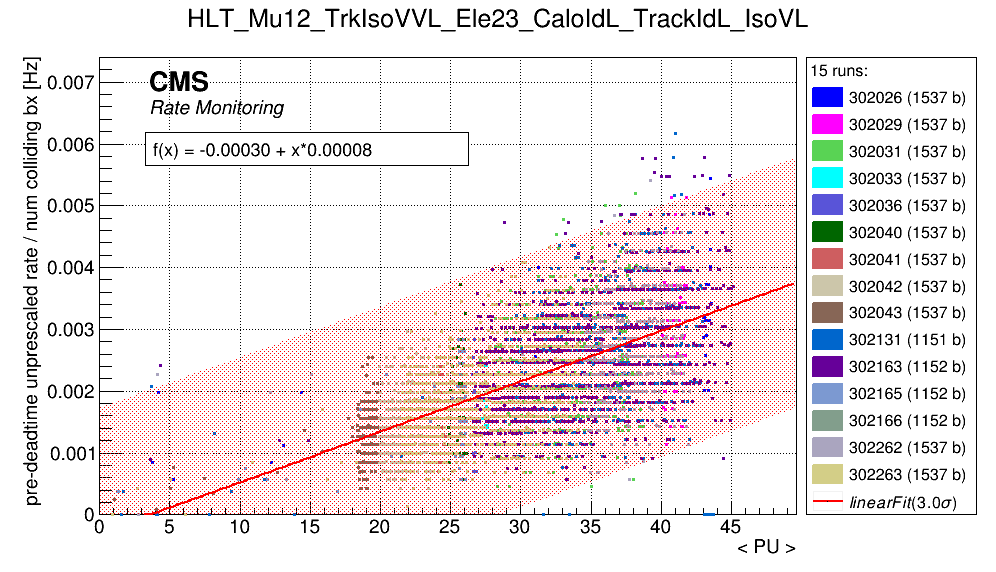 HLT_Mu12_TrkIsoVVL_Ele23_CaloIdL_TrackIdL_IsoVL
pre-deadtime unprescaled rate / num colliding bx [Hz]
0.007
0.006
0.005
0.004
0.003
0.002
0.001
0
CMS
Rate Monitoring
f(x) = -0.00030 + x*0.00008
0 5 10 15 20 25 30 35 40 45
< PU >
15 runs:
302026 (1537 b)
302029 (1537 b)
302031 (1537 b)
302033 (1537 b)
302036 (1537 b)
302040 (1537 b)
302041 (1537 b)
302042 (1537 b)
302043 (1537 b)
302131 (1151 b)
302163 (1152 b)
302165 (1152 b)
302166 (1152 b)
302262 (1537 b)
302263 (1537 b)
linearFit(3.0σ)